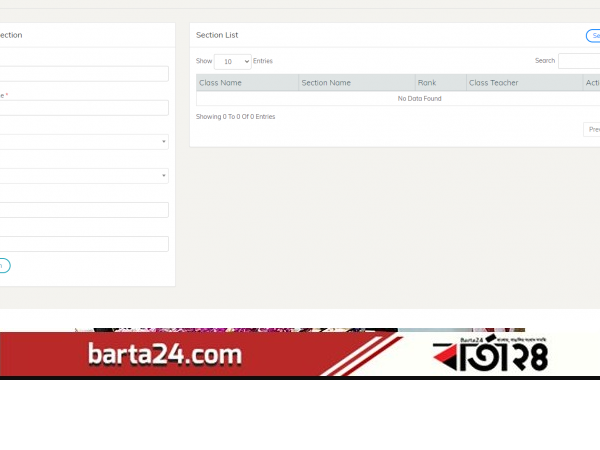 ection
Section List
Se
Show 10 Entries
Search
e *
Class Name Section Name Rank Class Teacher Acti
No Data Found
Showing 0 To 0 Of 0 Entries
Prev
barta24.com
Barta24
বার্তা২৪